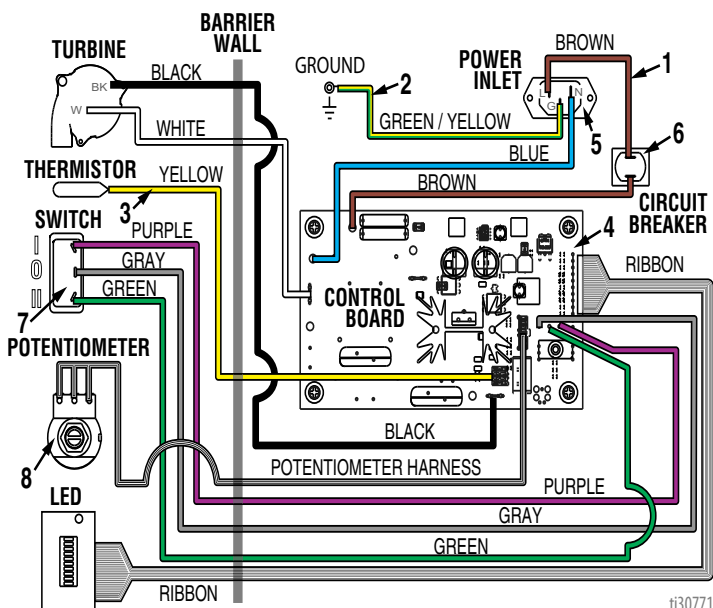 TURBINE
BARRIER
WALL
BK
W
BLACK
WHITE
GROUND
2
GREEN / YELLOW
POWER
INLET
L
N
G
5
BROWN
1
6
BLUE
BROWN
CIRCUIT
BREAKER
THERMISTOR
YELLOW
3
SWITCH
I
O
II
7
PURPLE
GRAY
GREEN
CONTROL
BOARD
4
RIBBON
POTENTIOMETER
8
BLACK
POTENTIOMETER HARNESS
PURPLE
GRAY
GREEN
LED
RIBBON
ti30771